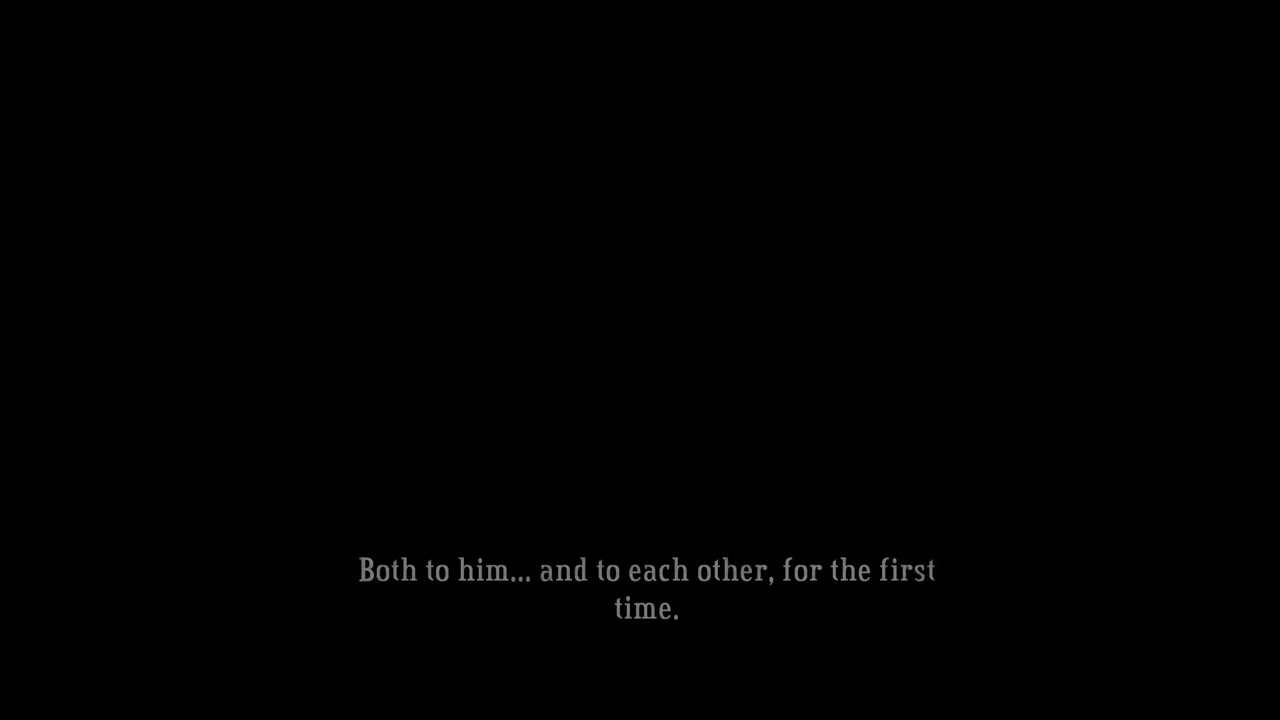 Both to him... and to each other, for the first
time.